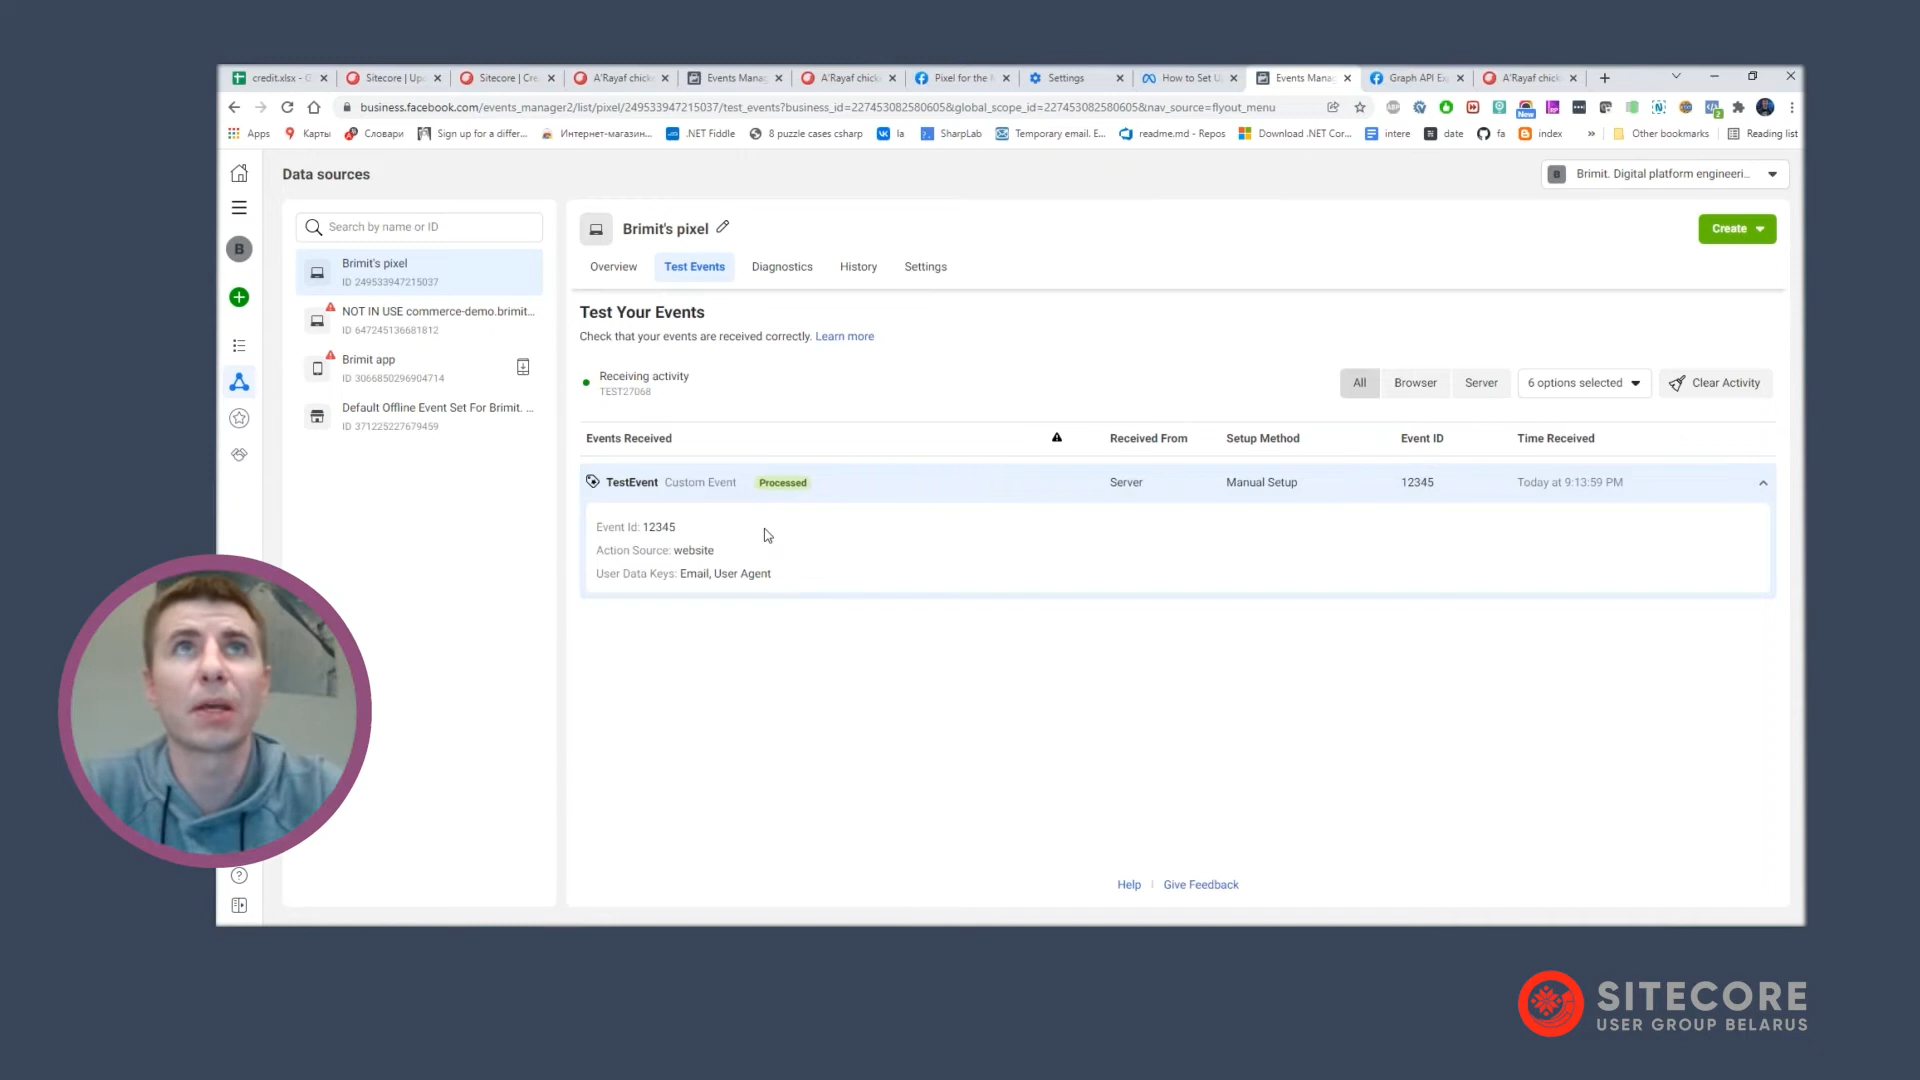 credit.xlsx - G
Sitecore | Up
Sitecore | Cre
A'Rayaf chick
Events Manag
A'Rayaf chick
Pixel for the M
Settings
How to Set U
Events Manag
Graph API Ex
A'Rayaf chick
business.facebook.com/events_manager2/list/pixel/249533947215037/test_events?business_id=227453082580605&global_scope_id=227453082580605&nav_source=flyout_menu
New
2
Apps
Карты
Словари
Sign up for a differ...
Интернет-магазин...
.NET Fiddle
8 puzzle cases csharp
la
SharpLab
Temporary email. E...
readme.md - Repos
Download .NET Cor...
intere
date
fa
index
»
Other bookmarks
Reading list
Data sources
B
Brimit. Digital platform engineeri...
Search by name or ID
B
Brimit's pixel
ID 249533947215037
NOT IN USE commerce-demo.brimit...
ID 647245136681812
Brimit app
ID 3066850296904714
Default Offline Event Set For Brimit. ...
ID 371225227679459
Brimit's pixel
Create
Overview
Test Events
Diagnostics
History
Settings
Test Your Events
Check that your events are received correctly. Learn more
Receiving activity
TEST27068
All
Browser
Server
6 options selected
Clear Activity
Events Received
Received From
Setup Method
Event ID
Time Received
TestEvent Custom Event Processed
Server
Manual Setup
12345
Today at 9:13:59 PM
Event Id: 12345
Action Source: website
User Data Keys: Email, User Agent
Help
Give Feedback
SITECORE
USER GROUP BELARUS